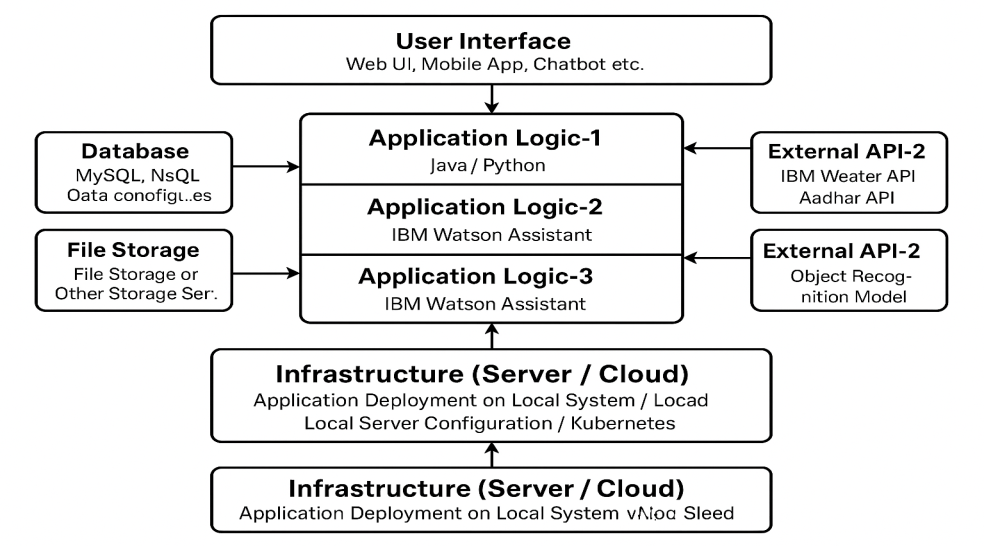 User Interface
Web UI, Mobile App, Chatbot etc.
Application Logic-1
Java / Python
Application Logic-2
IBM Watson Assistant
Application Logic-3
IBM Watson Assistant
Database
MySQL, NsQL
Oata
File Storage
File Storage or
Other Storage
External API-2
IBM Weater API
Aadhar API
External API-2
Object Recog-
nition Model
Infrastructure (Server / Cloud)
Application Deployment on Local System / Locad
Local Server Configuration / Kubernetes
Infrastructure (Server / Cloud)
Application Deployment on Local System Sleed